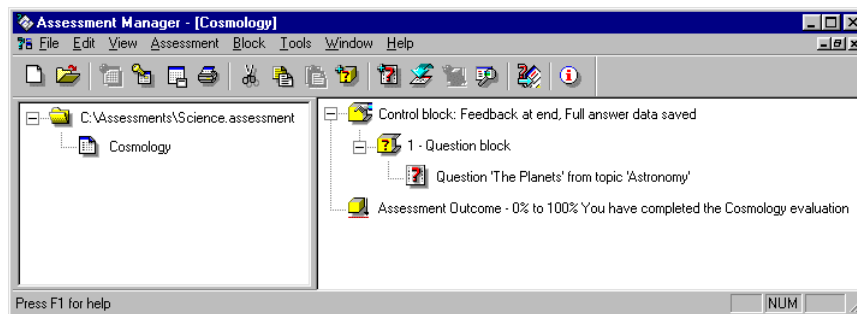 Assessment Manager - [Cosmology]
File Edit View Assessment Block Tools Window Help
C:\Assessments\Science.assessment
Cosmology
Control block: Feedback at end, Full answer data saved
1 - Question block
Question 'The Planets' from topic 'Astronomy'
Assessment Outcome - 0% to 100% You have completed the Cosmology evaluation
Press F1 for help
NUM